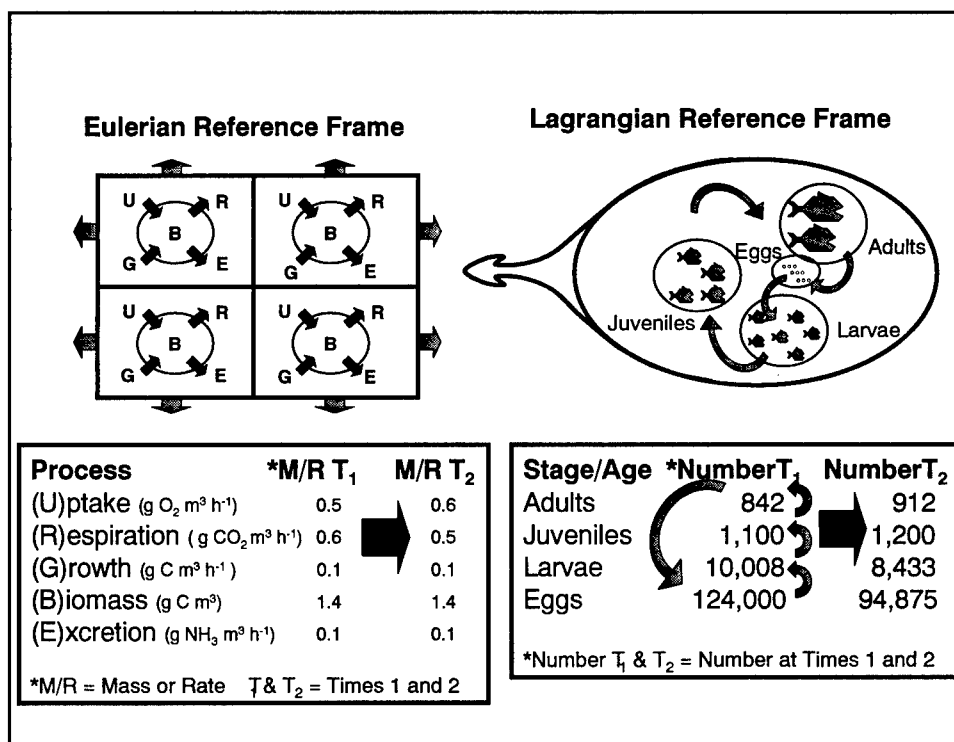 Eulerian Reference Frame
Lagrangian Reference Frame
U R U R
B B
G E G E
U R U R
B B
G E G E
Eggs
Adults
Juveniles
Larvae
Process *M/R T₁ M/R T₂
(U)ptake (g O₂ m³ h⁻¹) 0.5 0.6
(R)espiration (g CO₂ m³ h⁻¹) 0.6 0.5
(G)rowth (g C m³ h⁻¹) 0.1 0.1
(B)iomass (g C m³) 1.4 1.4
(E)xcretion (g NH₃ m³ h⁻¹) 0.1 0.1
*M/R = Mass or Rate T₁ & T₂ = Times 1 and 2
Stage/Age *NumberT₁ NumberT₂
Adults 842 912
Juveniles 1,100 1,200
Larvae 10,008 8,433
Eggs 124,000 94,875
*Number T₁ & T₂ = Number at Times 1 and 2